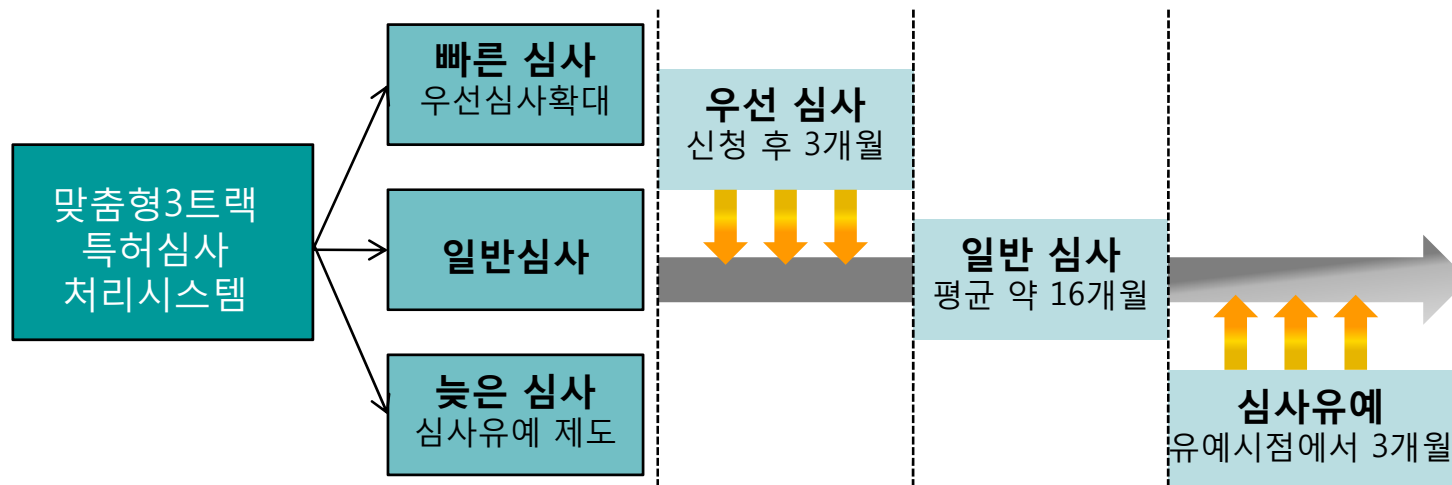 맞춤형3트랙
특허심사
처리시스템
빠른 심사
우선심사확대
일반심사
늦은 심사
심사유예 제도
우선 심사
신청 후 3개월
일반 심사
평균 약 16개월
심사유예
유예시점에서 3개월